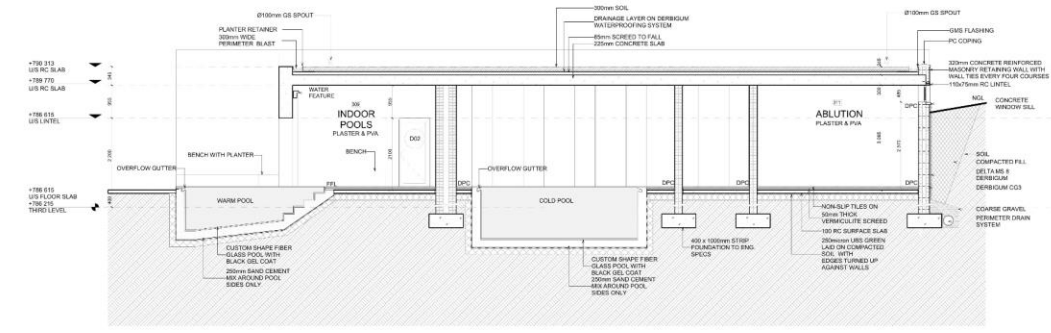 300mm SOIL
Ø100mm GS SPOUT
DRAINAGE LAYER ON DERBIGUM
WATERPROOFING SYSTEM
Ø100mm GS SPOUT
PLANTER RETAINER
300mm WIDE
PERIMETER BLAST
85mm SCREED TO FALL
225mm CONCRETE SLAB
GMS FLASHING
PC COPING
+790 313
U/S RC SLAB
+789 770
U/S RC SLAB
320mm CONCRETE REINFORCED
MASONRY RETAINING WALL WITH
WALL TIES EVERY FOUR COURSES
110x75mm RC LINTEL
WATER
FEATURE
INDOOR
POOLS
PLASTER & PVA
ABLUTION
PLASTER & PVA
DPC
NGL
CONCRETE
WINDOW SILL
+788 615
U/S LINTEL
D02
2100
BENCH WITH PLANTER
BENCH
SOIL
COMPACTED FILL
OVERFLOW GUTTER
OVERFLOW GUTTER
DELTA MS 8
DERBIGUM
DERBIGUM CG3
+786 615
U/S FLOOR SLAB
+786 215
THIRD LEVEL
FFL
DPC
DPC
DPC
DPC
WARM POOL
COLD POOL
NON-SLIP TILES ON
50mm THICK
VERMICULITE SCREED
100 RC SURFACE SLAB
COARSE GRAVEL
PERIMETER DRAIN
SYSTEM
CUSTOM SHAPE FIBER
GLASS POOL WITH
BLACK GEL COAT
250mm SAND CEMENT
MIX AROUND POOL
SIDES ONLY
CUSTOM SHAPE FIBER
GLASS POOL WITH
BLACK GEL COAT
250mm SAND CEMENT
MIX AROUND POOL
SIDES ONLY
400 x 1000mm STRIP
FOUNDATION TO ENG.
SPECS
250micron UBS GREEN
LAID ON COMPACTED
SOIL WITH
EDGES TURNED UP
AGAINST WALLS